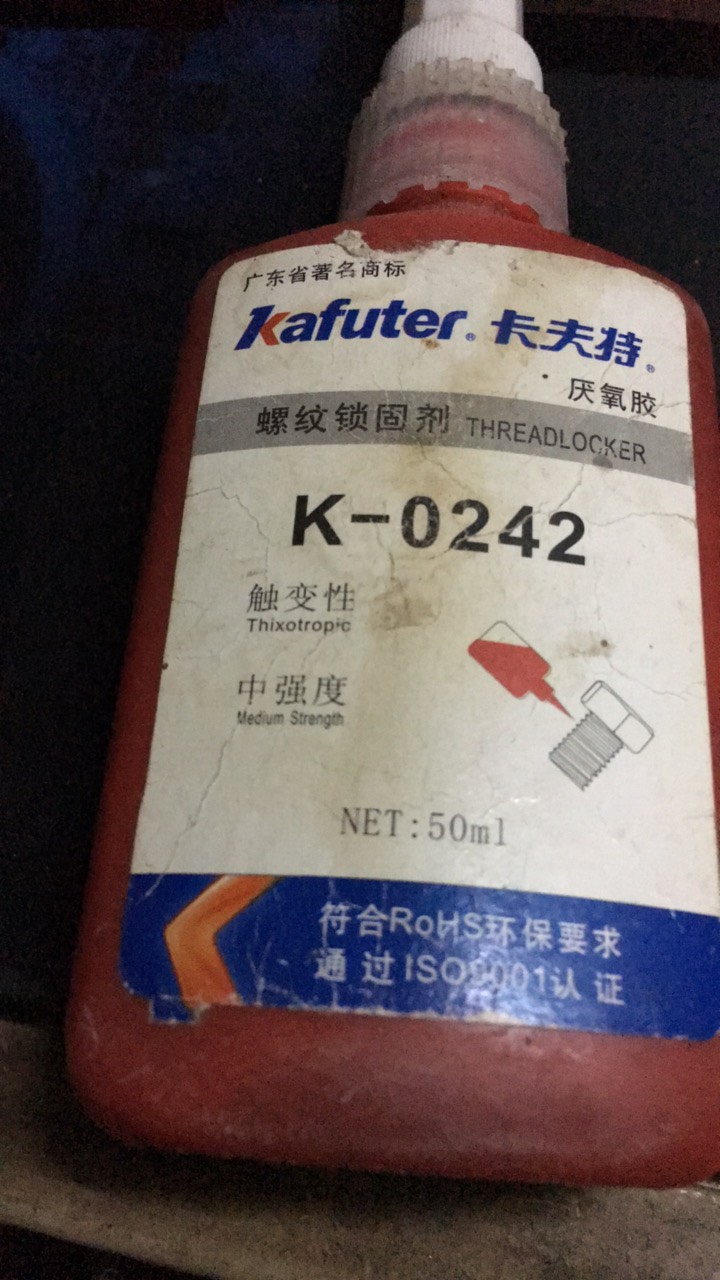 广东省著名商标
Kafuter® 卡夫特®
厌氧胶
螺纹锁固剂 THREADLOCKER
K-0242
触变性
Thixotropic
中强度
Medium Strength
NET:50ml
符合RoHS环保要求
通过ISO9001认证